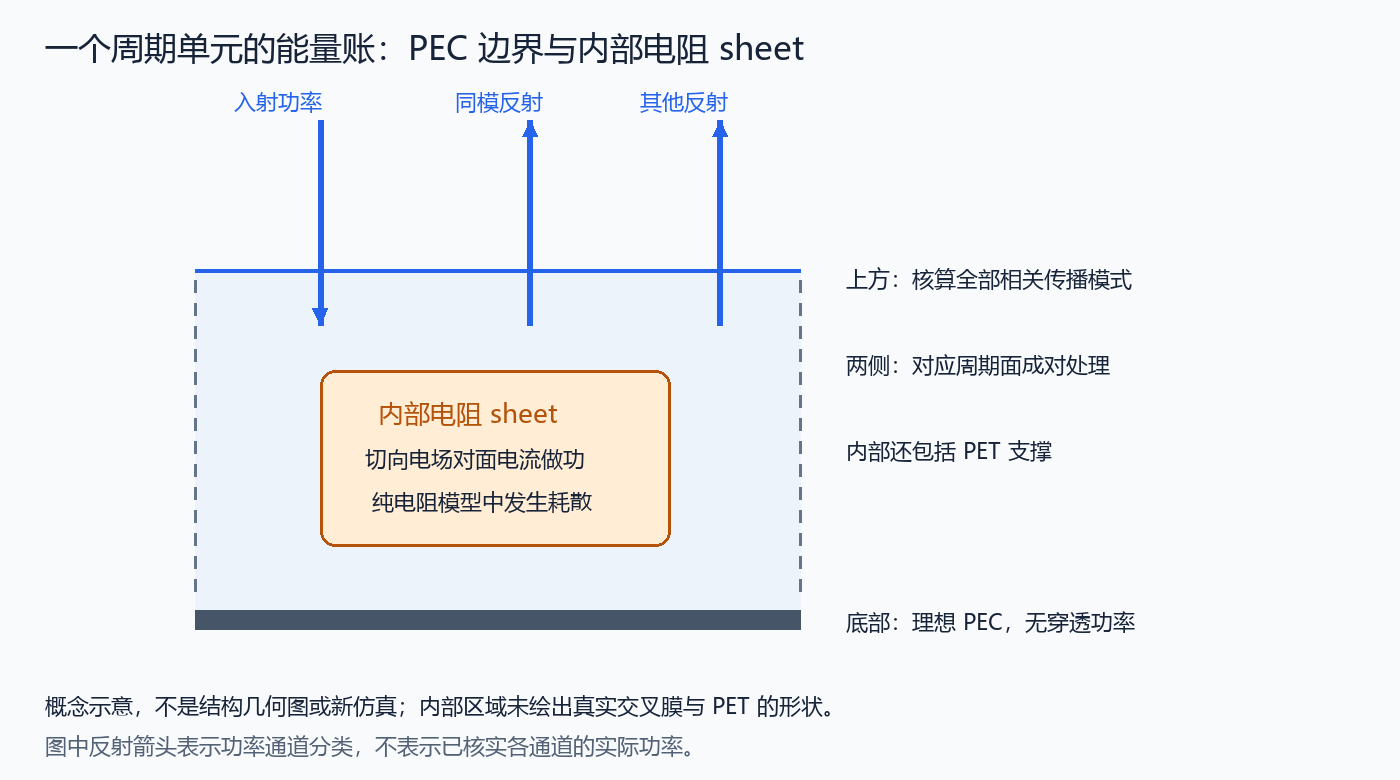 一个周期单元的能量账：PEC 边界与内部电阻 sheet
入射功率
同模反射
其他反射
上方：核算全部相关传播模式
两侧：对应周期面成对处理
内部电阻 sheet
切向电场对面电流做功
纯电阻模型中发生耗散
内部还包括 PET 支撑
底部：理想 PEC，无穿透功率
概念示意，不是结构几何图或新仿真；内部区域未绘出真实交叉膜与 PET 的形状。
图中反射箭头表示功率通道分类，不表示已核实各通道的实际功率。